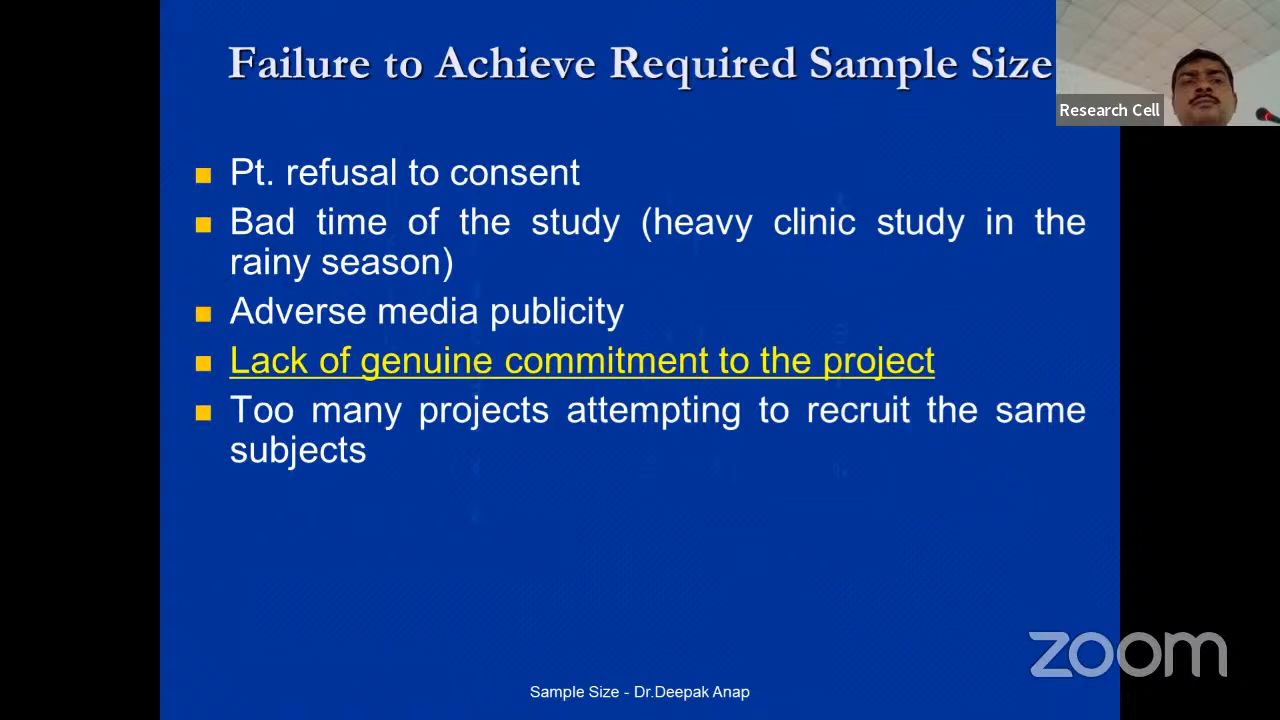 Failure to Achieve Required Sample Size
Research Cell
Pt. refusal to consent
Bad time of the study (heavy clinic study in the
rainy season)
Adverse media publicity
Lack of genuine commitment to the project
Too many projects attempting to recruit the same
subjects
zoom
Sample Size - Dr.Deepak Anap